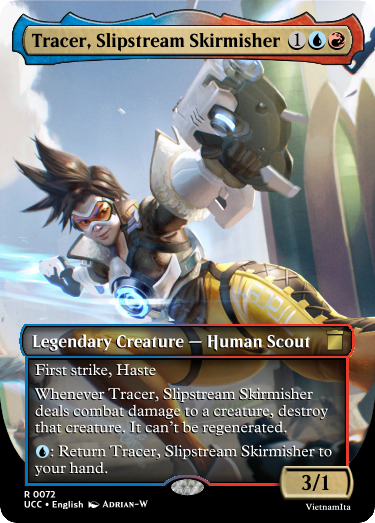 Tracer, Slipstream Skirmisher 1
Legendary Creature — Human Scout
First strike, Haste
Whenever Tracer, Slipstream Skirmisher
deals combat damage to a creature, destroy
that creature. It can't be regenerated.
: Return Tracer, Slipstream Skirmisher to
your hand.
3/1
R 0072
UCC • English Adrian-W
VietnamIta